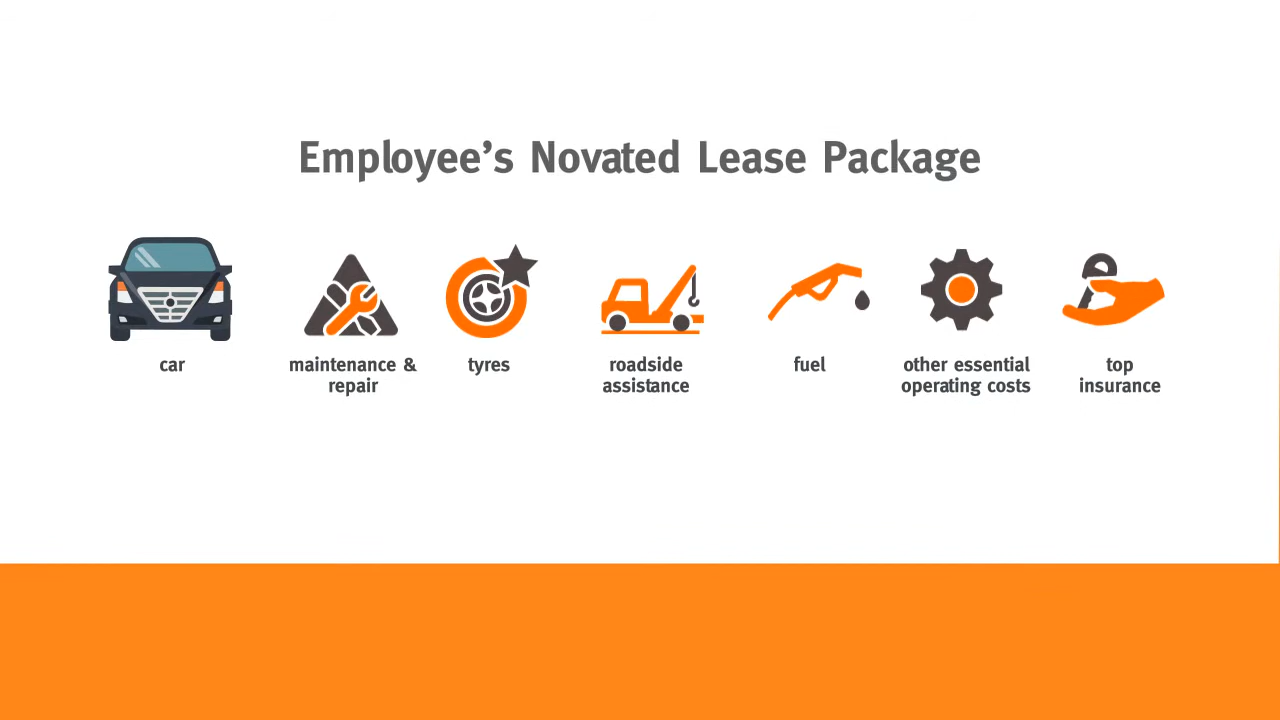 Employee’s Novated Lease Package
car
maintenance &
repair
tyres
roadside
assistance
fuel
other essential
operating costs
top
insurance